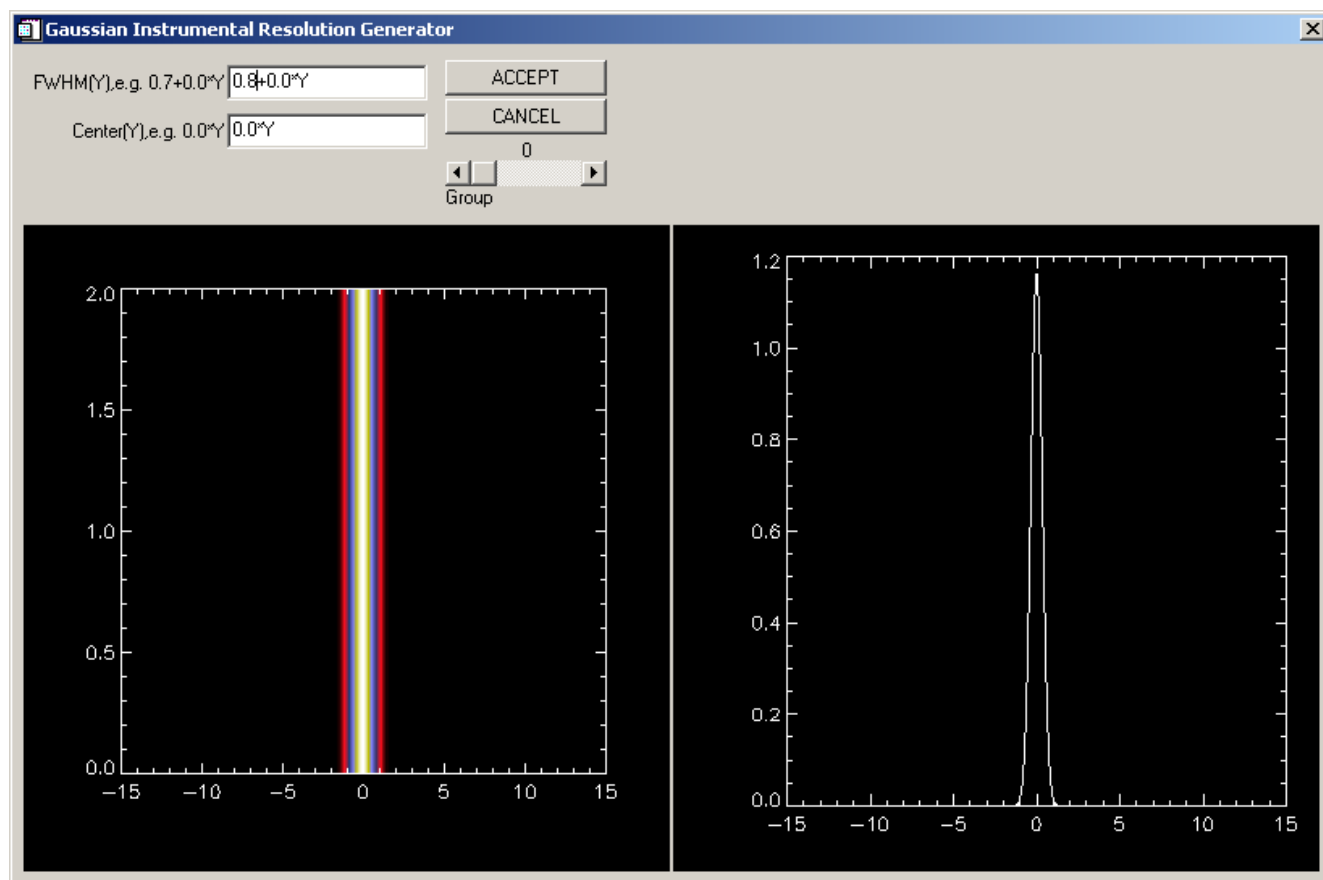 Gaussian Instrumental Resolution Generator
FWHM(Y),e.g. 0.7+0.0*Y 0.8+0.0*Y
ACCEPT
Center(Y),e.g. 0.0*Y 0.0*Y
CANCEL
0
Group
2.0
1.5
1.0
0.5
0.0
−15 −10 −5 0 5 10 15
1.2
1.0
0.8
0.6
0.4
0.2
0.0
−15 −10 −5 0 5 10 15